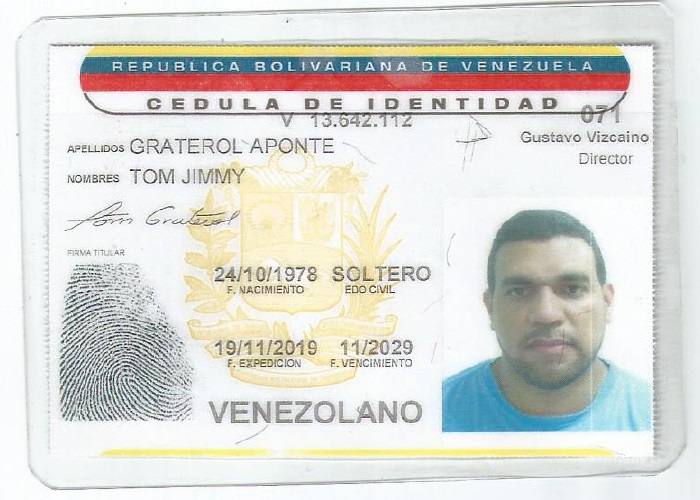 REPUBLICA BOLIVARIANA DE VENEZUELA
CEDULA DE IDENTIDAD
V 13.642.112
071
Gustavo Vizcaino
Director
APELLIDOS GRATEROL APONTE
NOMBRES TOM JIMMY
Tom Graterol
FIRMA TITULAR
24/10/1978 SOLTERO
F. NACIMIENTO EDO CIVIL
19/11/2019 11/2029
F. EXPEDICION F. VENCIMIENTO
VENEZOLANO